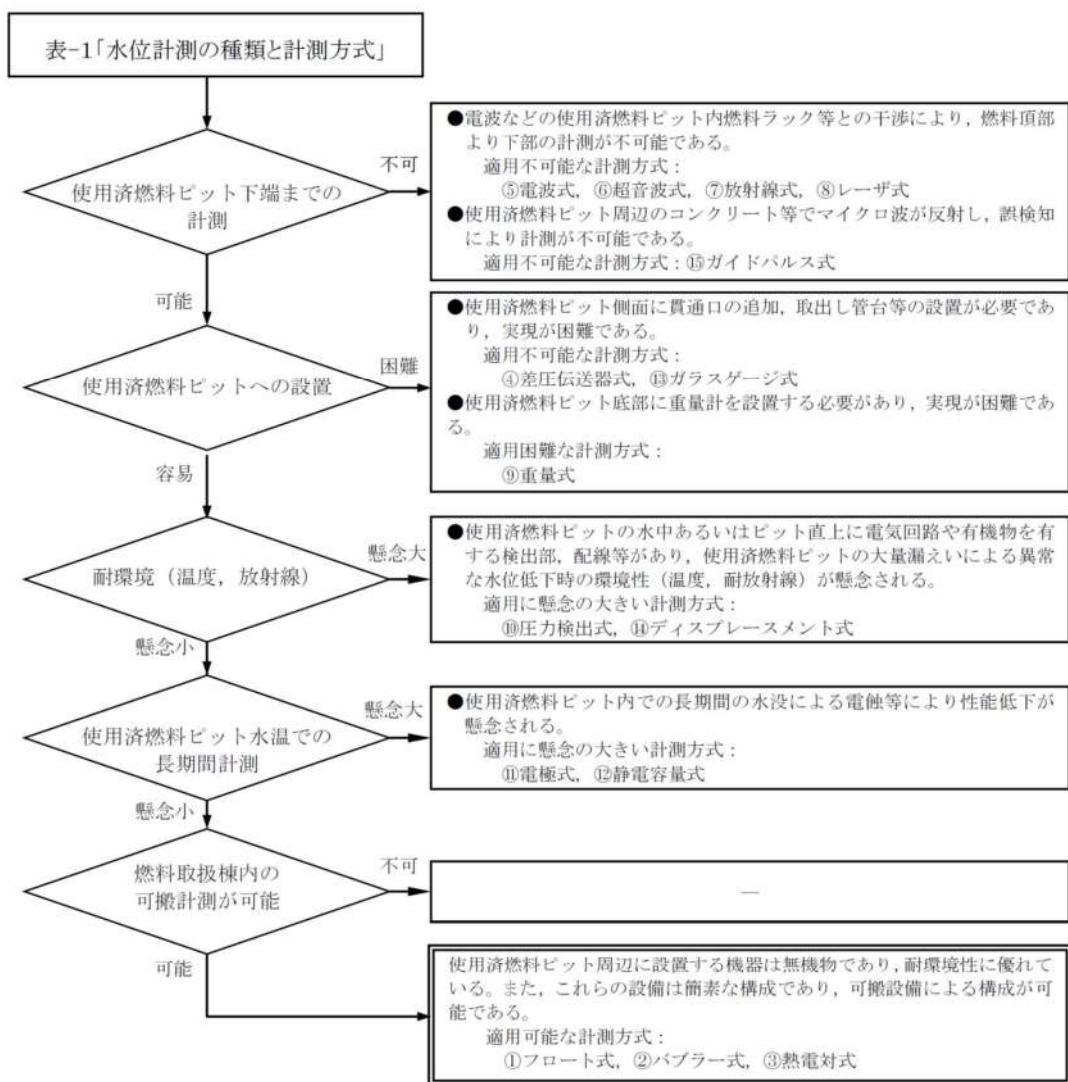 表-1「水位計測の種類と計測方式」
使用済燃料ピット下端までの
計測
不可
●電波などの使用済燃料ピット内燃料ラック等との干渉により，燃料頂部
より下部の計測が不可能である。
適用不可能な計測方式：
⑤電波式，⑥超音波式，⑦放射線式，⑧レーザ式
●使用済燃料ピット周辺のコンクリート等でマイクロ波が反射し，誤検知
により計測が不可能である。
適用不可能な計測方式：⑮ガイドパルス式
可能
使用済燃料ピットへの設置
困難
●使用済燃料ピット側面に貫通口の追加，取出し管台等の設置が必要であ
り，実現が困難である。
適用不可能な計測方式：
④差圧伝送器式，⑬ガラスゲージ式
●使用済燃料ピット底部に重量計を設置する必要があり，実現が困難であ
る。
適用困難な計測方式：
⑨重量式
容易
耐環境（温度，放射線）
懸念大
●使用済燃料ピットの水中あるいはピット直上に電気回路や有機物を有
する検出部，配線等があり，使用済燃料ピットの大量漏えいによる異常
な水位低下時の環境性（温度，耐放射線）が懸念される。
適用に懸念の大きい計測方式：
⑩圧力検出式，⑭ディスプレースメント式
懸念小
使用済燃料ピット水温での
長期間計測
懸念大
●使用済燃料ピット内での長期間の水没による電蝕等により性能低下が
懸念される。
適用に懸念の大きい計測方式：
⑪電極式，⑫静電容量式
懸念小
燃料取扱棟内の
可搬計測が可能
不可
―
可能
使用済燃料ピット周辺に設置する機器は無機物であり，耐環境性に優れて
いる。また，これらの設備は簡素な構成であり，可搬設備による構成が可
能である。
適用可能な計測方式：
①フロート式，②バブラー式，③熱電対式